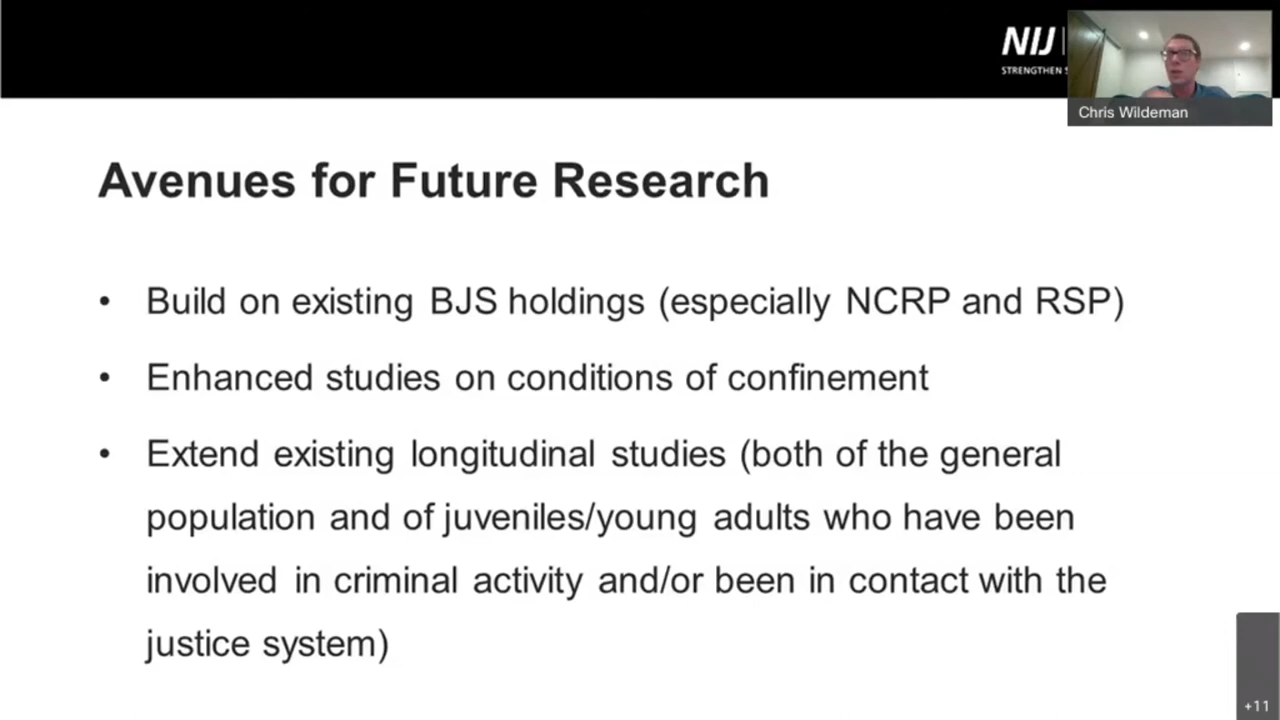 NIJ
STRENGTHEN
Chris Wildeman
Avenues for Future Research
• Build on existing BJS holdings (especially NCRP and RSP)
• Enhanced studies on conditions of confinement
• Extend existing longitudinal studies (both of the general
population and of juveniles/young adults who have been
involved in criminal activity and/or been in contact with the
justice system)
+11